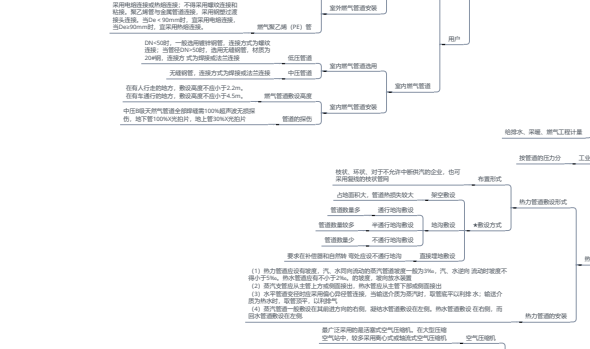 采用电熔连接或热熔连接；不得采用螺纹连接和
粘接。聚乙烯管与金属管道连接，采用钢塑过渡
接头连接。当De＜90mm时，宜采用电熔连接，
当De≥90mm时，宜采用热熔连接。
燃气聚乙烯（PE）管
室外燃气管道安装
用户
DN<50时，一般选用镀锌钢管，连接方式为螺纹
连接；当管径DN>50时，选用无缝钢管，材质为
20#钢，连接方 式为焊接或法兰连接
低压管道
无缝钢管，连接方式为焊接或法兰连接
中压管道
室内燃气管道选用
室内燃气管道
在有人行走的地方，敷设高度不应小于2.2m。
在有车通行的地方，敷设高度不应小于4.5m。
燃气管道敷设高度
中压B级天然气管道全部焊缝需100%超声波无损探
伤，地下管100%X光拍片，地上管30%X光拍片
管道的探伤
室内燃气管道安装
给排水、采暖、燃气工程计量
按管道的压力分
工业
枝状、环状，对于不允许中断供汽的企业，也可
采用复线的枝状管网
布置形式
占地面积大，管道热损失较大
架空敷设
管道数量多
通行地沟敷设
管道数量较多
半通行地沟敷设
管道数量少
不通行地沟敷设
地沟敷设
★敷设方式
要求在补偿器和自然转 弯处应设不通行地沟
直接埋地敷设
热力管道敷设形式
热
（1）热力管道应设有坡度，汽、水同向流动的蒸汽管道坡度一般为3‰，汽、水逆向 流动时坡度不
得小于5‰。热水管道应有不小于2‰。的坡度，坡向放水装置
（2）蒸汽支管应从主管上方或侧面接出，热水管应从主管下部或侧面接出
（3）水平管道变径时应采用偏心异径管连接，当输送介质为蒸汽时，取管底平以利排 水；输送介
质为热水时，取管顶平，以利排气
（4）蒸汽管道一般敷设在其前进方向的右侧，凝结水管道敷设在左侧。热水管道敷设 在右侧，而
回水管道敷设在左侧.
热力管道的安装
最广泛采用的是活塞式空气压缩机。在大型压缩
空气站中，较多采用离心式或轴流式空气压缩机
空气压缩机